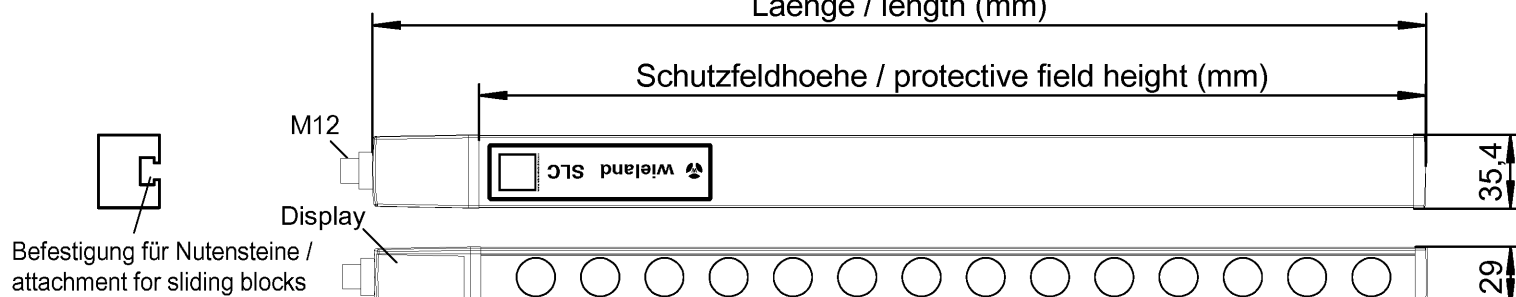 Laenge / length (mm)
Schutzfeldhoehe / protective field height (mm)
M12
wieland SLC
35,4
Display
Befestigung für Nutensteine /
attachment for sliding blocks
29